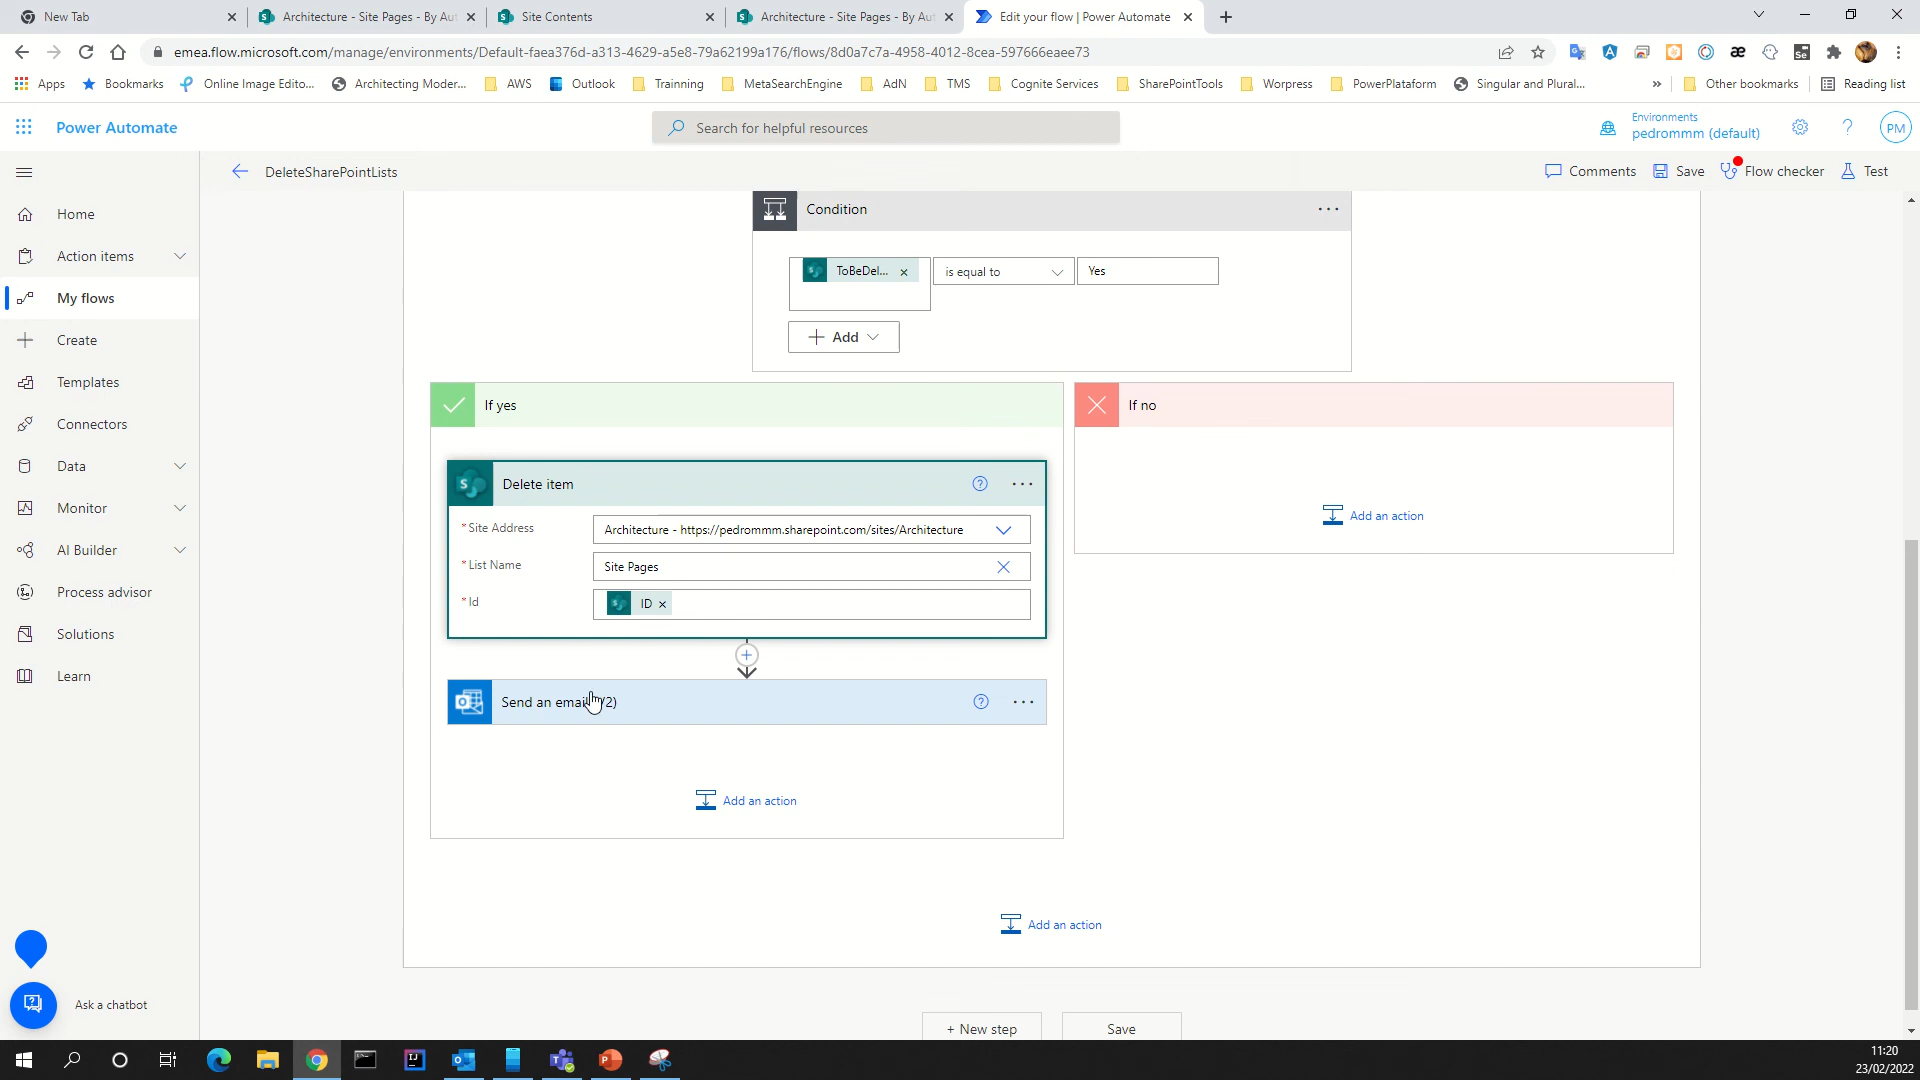 New Tab
Architecture - Site Pages - By Aut
Site Contents
Architecture - Site Pages - By Aut
Edit your flow | Power Automate
emea.flow.microsoft.com/manage/environments/Default-faea376d-a313-4629-a5e8-79a62199a176/flows/8d0a7c7a-4958-4012-8cea-597666eaee73
Apps
Bookmarks
Online Image Edito...
Architecting Moder...
AWS
Outlook
Trainning
MetaSearchEngine
AdN
TMS
Cognite Services
SharePointTools
Worpress
PowerPlataform
Singular and Plural...
»
Other bookmarks
Reading list
Power Automate
Search for helpful resources
Environments
pedrommm (default)
PM
DeleteSharePointLists
Comments
Save
Flow checker
Test
Home
Action items
My flows
Create
Templates
Connectors
Data
Monitor
AI Builder
Process advisor
Solutions
Learn
Ask a chatbot
Condition
ToBeDel...
is equal to
Yes
Add
If yes
If no
Delete item
* Site Address
Architecture - https://pedrommm.sharepoint.com/sites/Architecture
* List Name
Site Pages
* Id
ID
Send an email
/2)
Add an action
Add an action
Add an action
+ New step
Save
11:20
23/02/2022